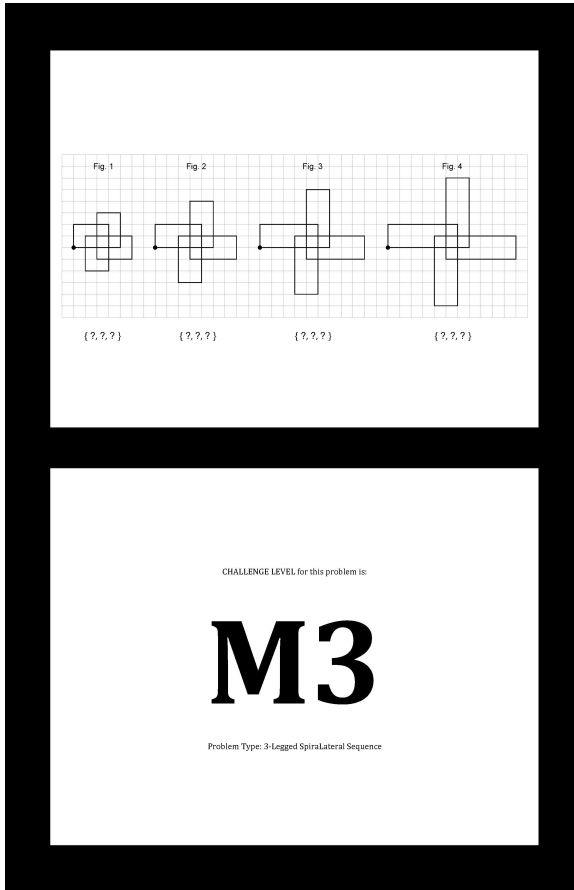 Fig. 1 Fig. 2 Fig. 3 Fig. 4
{ ?, ?, ? } { ?, ?, ? } { ?, ?, ? } { ?, ?, ? }
CHALLENGE LEVEL for this problem is:
M3
Problem Type: 3-Legged SpiraLateral Sequence